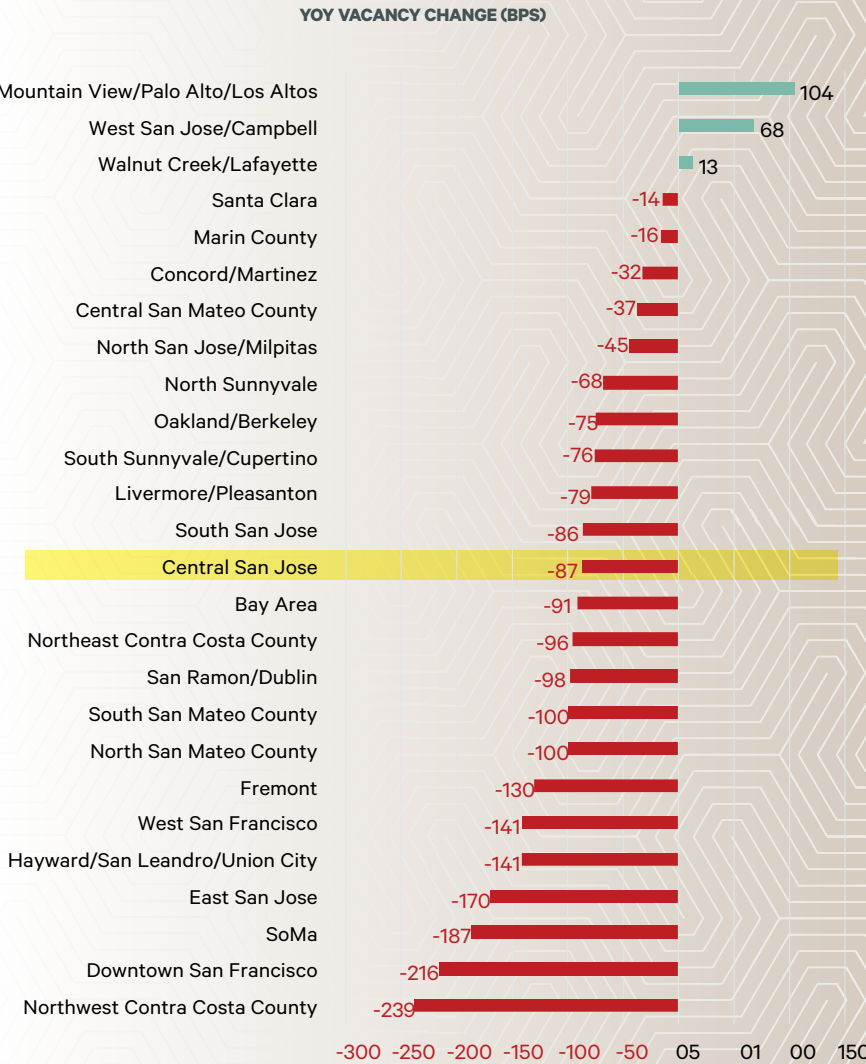 YOY VACANCY CHANGE (BPS)
Mountain View/Palo Alto/Los Altos 104
West San Jose/Campbell 68
Walnut Creek/Lafayette 13
Santa Clara -14
Marin County -16
Concord/Martinez -32
Central San Mateo County -37
North San Jose/Milpitas -45
North Sunnyvale -68
Oakland/Berkeley -75
South Sunnyvale/Cupertino -76
Livermore/Pleasanton -79
South San Jose -86
Central San Jose -87
Bay Area -91
Northeast Contra Costa County -96
San Ramon/Dublin -98
South San Mateo County -100
North San Mateo County -100
Fremont -130
West San Francisco -141
Hayward/San Leandro/Union City -141
East San Jose -170
SoMa -187
Downtown San Francisco -216
Northwest Contra Costa County -239
-300 -250 -200 -150 -100 -50 05 01 00 150